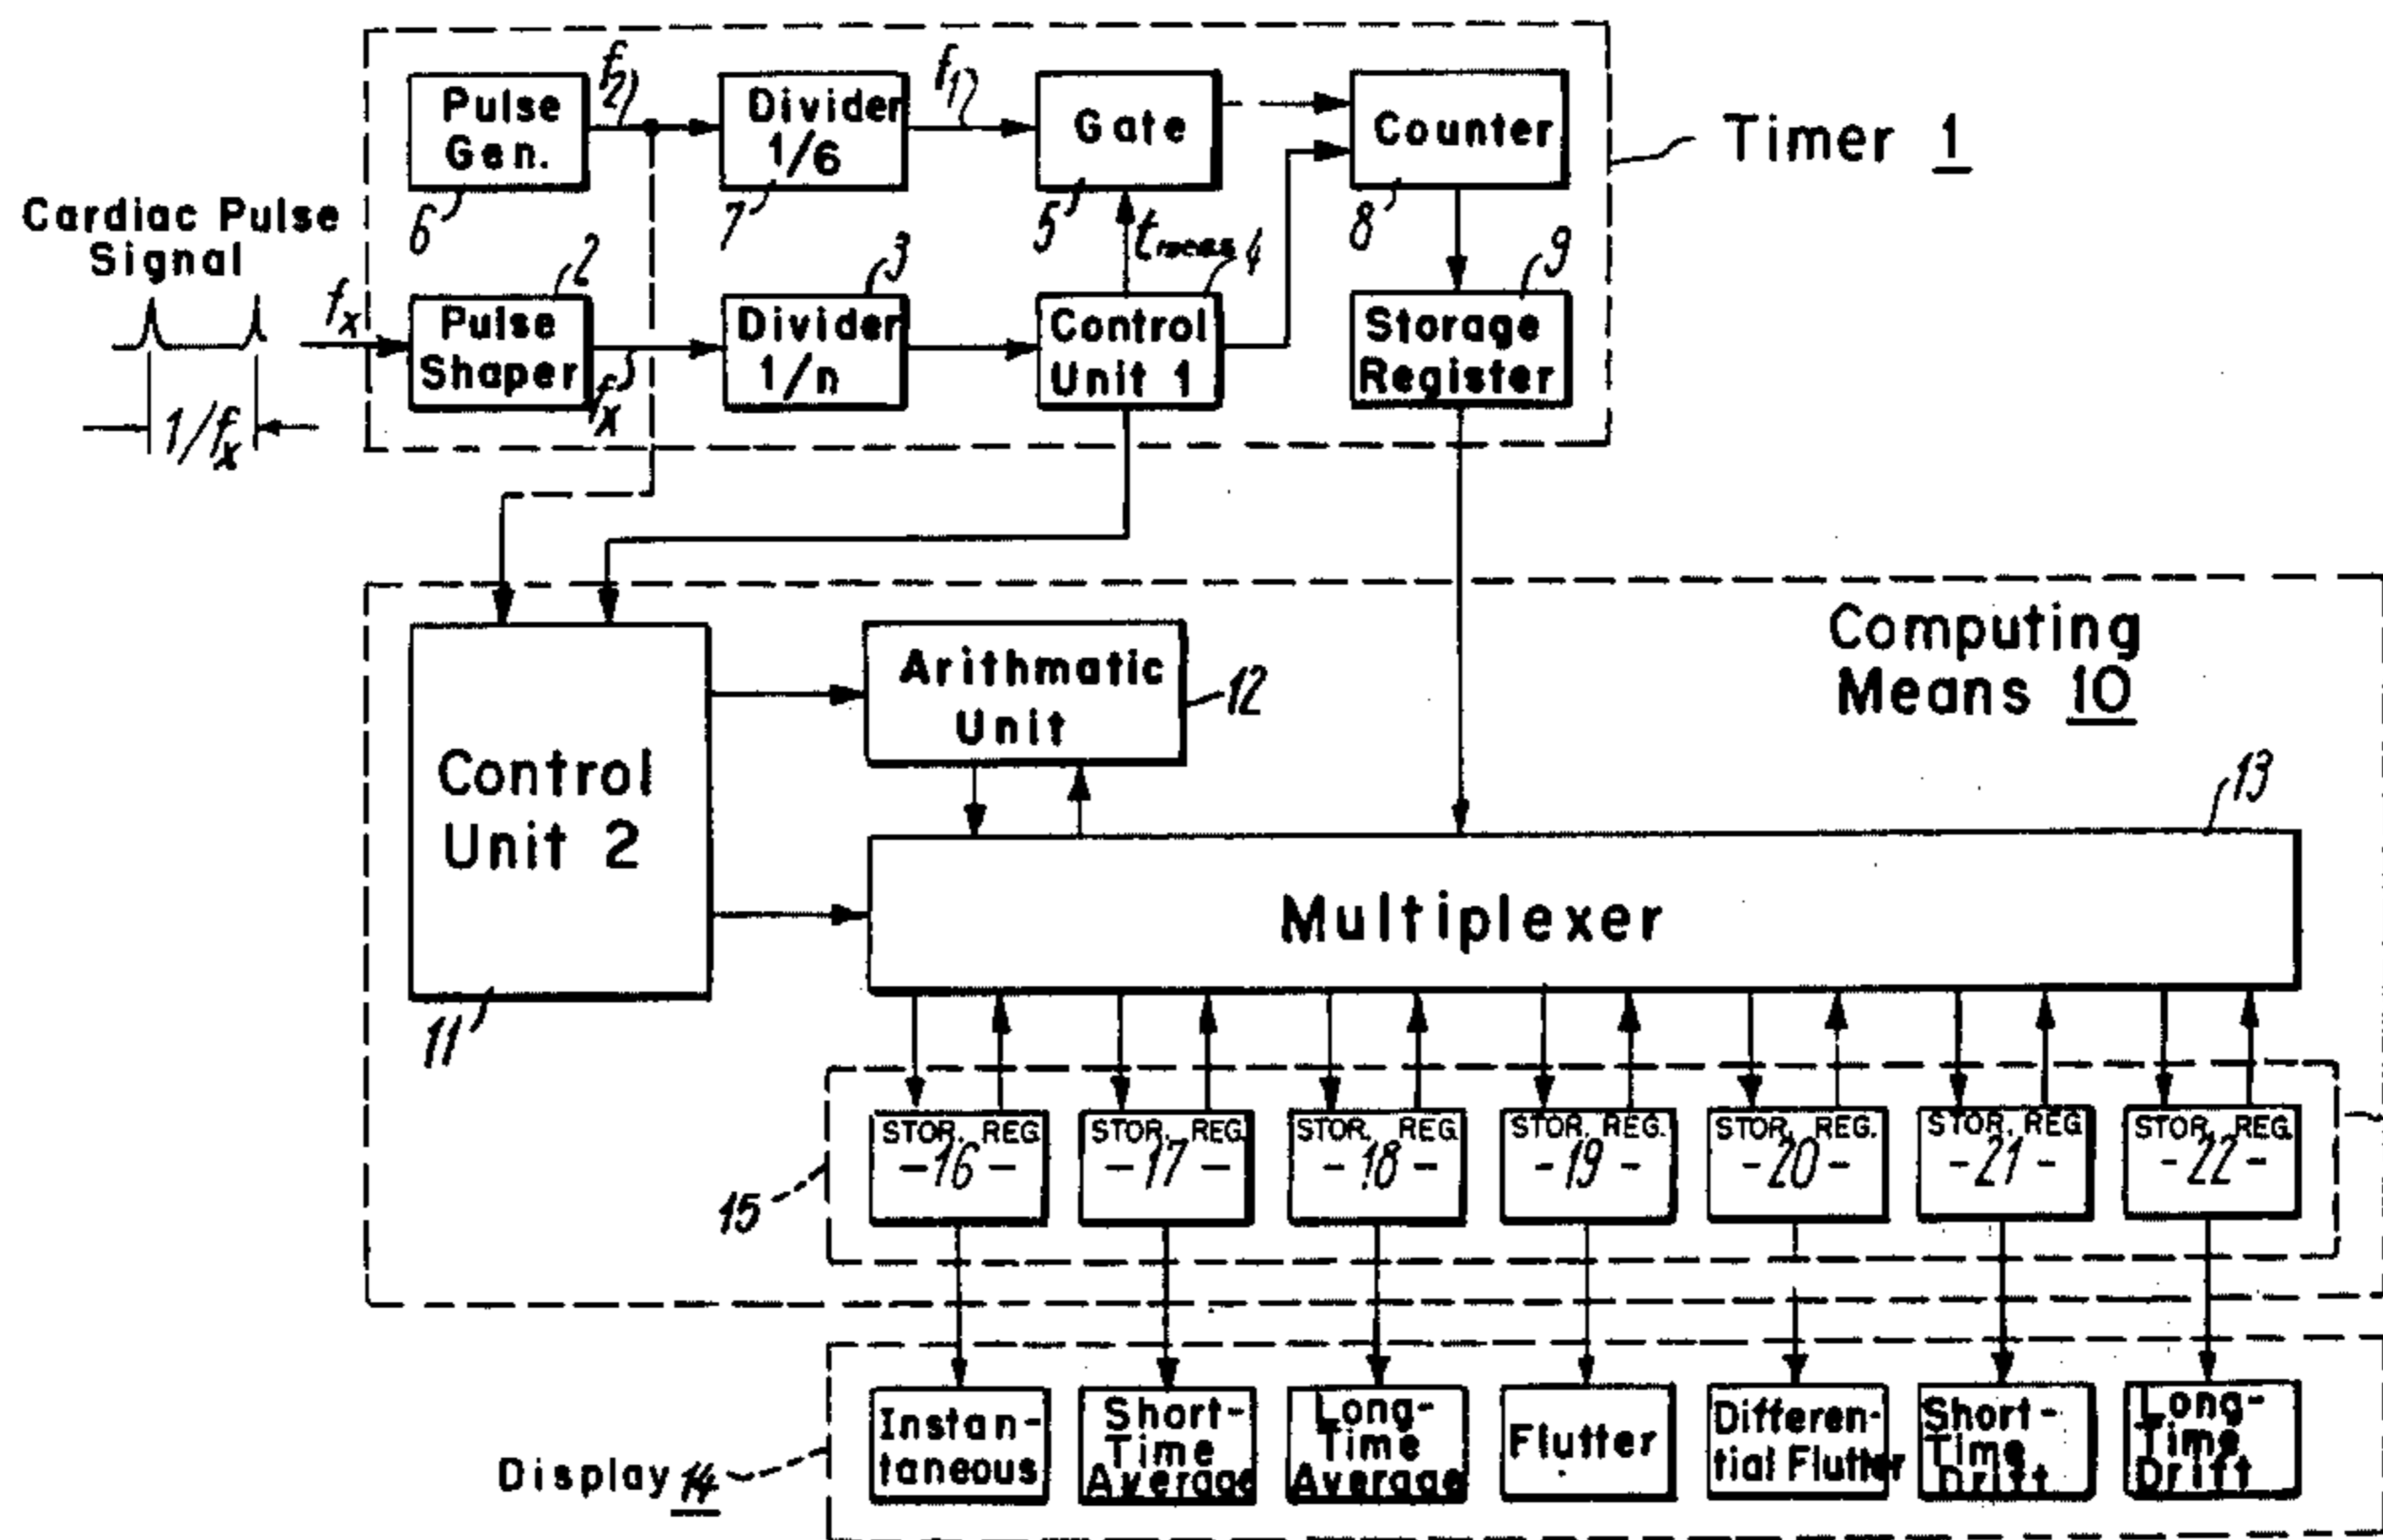 Pulse
Gen.
6
f2
Divider
1/6
7
f1
Gate
5
Counter
8
Timer 1
Cardiac Pulse
Signal
1/fx
fx
Pulse
Shaper
2
fx
Divider
1/n
3
tmeas
Control
Unit 1
4
Storage
Register
9
Computing
Means 10
Control
Unit 2
11
Arithmatic
Unit
12
Multiplexer
13
15
STOR. REG
-16-
STOR. REG.
-17-
STOR. REG.
-18-
STOR. REG.
-19-
STOR. REG.
-20-
STOR. REG
-21-
STOR. REG.
-22-
Display 14
Instan-
taneous
Short-
Time
Average
Long-
Time
Average
Flutter
Differen-
tial Flutter
Short-
Time
Drift
Long-
Time
Drift